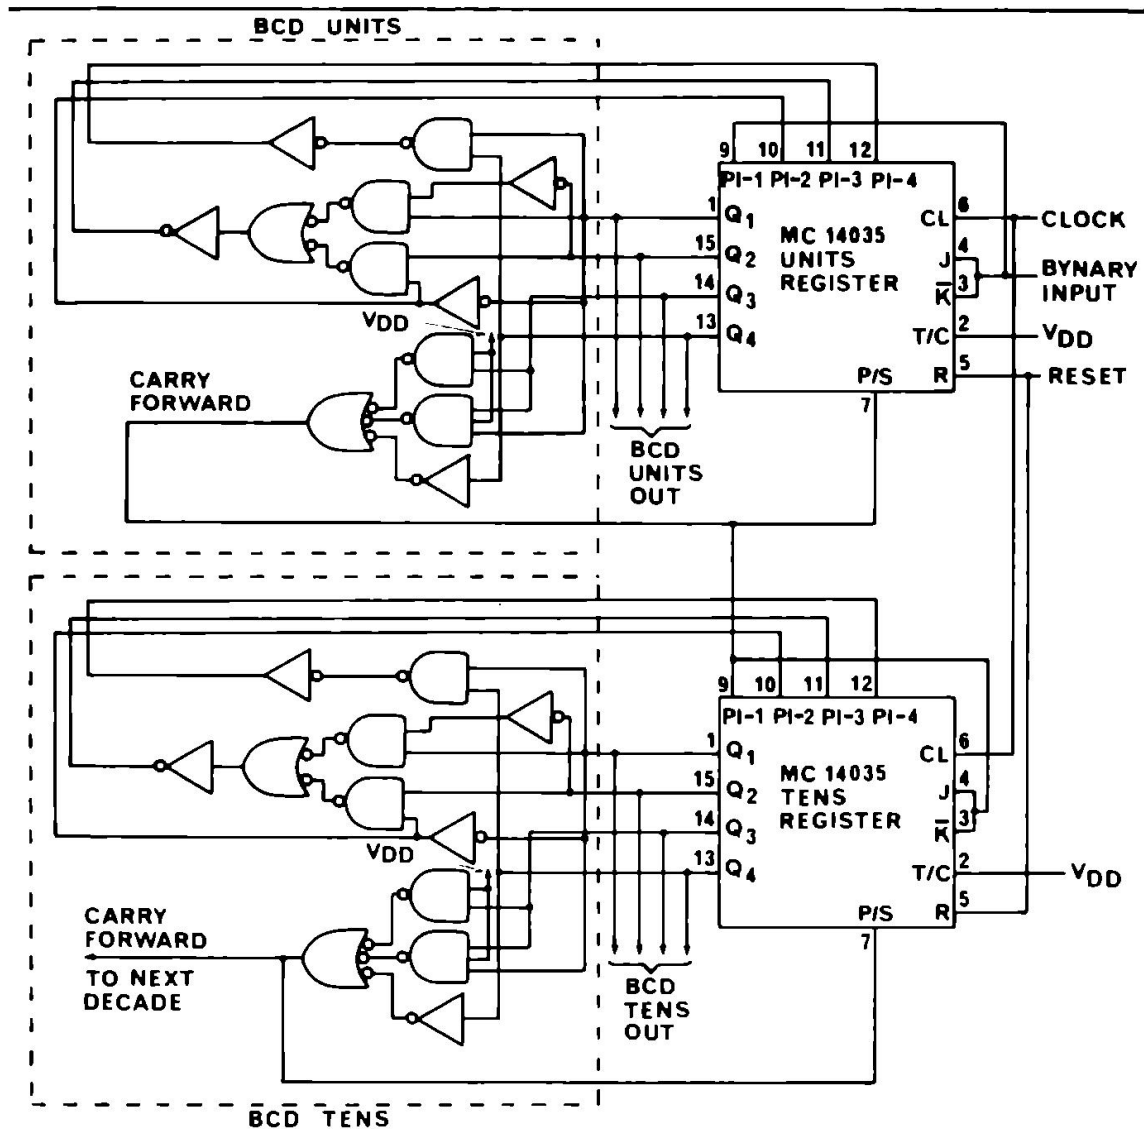 BCD UNITS
9 10 11 12
PI-1 PI-2 PI-3 PI-4
1 Q1
15 Q2
14 Q3
13 Q4
MC 14035
UNITS
REGISTER
CL 6 CLOCK
J 4
K 3
BYNARY
INPUT
T/C 2 VDD
R 5 RESET
P/S
7
VDD
CARRY
FORWARD
BCD
UNITS
OUT
9 10 11 12
PI-1 PI-2 PI-3 PI-4
1 Q1
15 Q2
14 Q3
13 Q4
MC 14035
TENS
REGISTER
CL 6
J 4
K 3
T/C 2 VDD
R 5
P/S
7
VDD
CARRY
FORWARD
TO NEXT
DECADE
BCD
TENS
OUT
BCD TENS